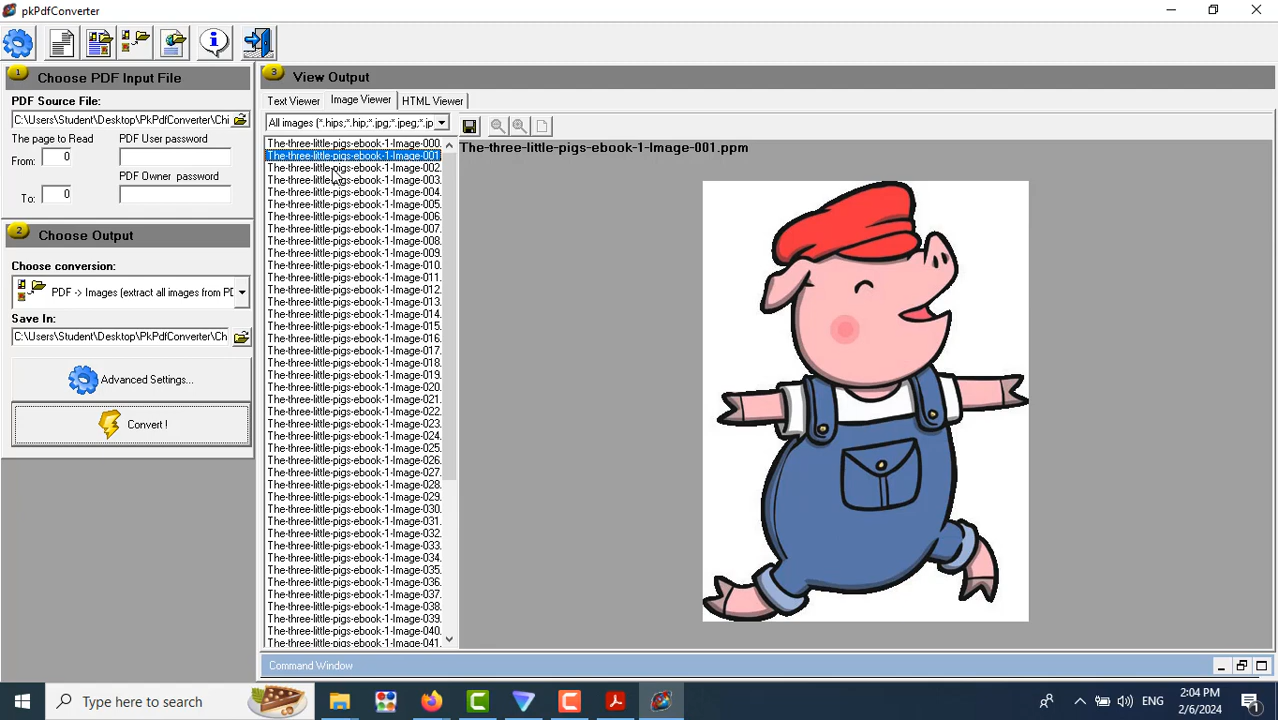 pkPdfConverter
1 Choose PDF Input File
PDF Source File:
C:\Users\Student\Desktop\PkPdfConverter\Chi
The page to Read
PDF User password
From: 0
PDF Owner password
To: 0
2 Choose Output
Choose conversion:
PDF -> Images (extract all images from PD
Save In:
C:\Users\Student\Desktop\PkPdfConverter\Ch
Advanced Settings...
Convert !
3 View Output
Text Viewer Image Viewer HTML Viewer
All images (*.hips;*.hip;*.jpg;*.jpeg;*.jp
The-three-little-pigs-ebook-1-Image-000.
The-three-little-pigs-ebook-1-Image-001.
The-three-little-pigs-ebook-1-Image-002.
The-three-little-pigs-ebook-1-Image-003.
The-three-little-pigs-ebook-1-Image-004.
The-three-little-pigs-ebook-1-Image-005.
The-three-little-pigs-ebook-1-Image-006.
The-three-little-pigs-ebook-1-Image-007.
The-three-little-pigs-ebook-1-Image-008.
The-three-little-pigs-ebook-1-Image-009.
The-three-little-pigs-ebook-1-Image-010.
The-three-little-pigs-ebook-1-Image-011.
The-three-little-pigs-ebook-1-Image-012.
The-three-little-pigs-ebook-1-Image-013.
The-three-little-pigs-ebook-1-Image-014.
The-three-little-pigs-ebook-1-Image-015.
The-three-little-pigs-ebook-1-Image-016.
The-three-little-pigs-ebook-1-Image-017.
The-three-little-pigs-ebook-1-Image-018.
The-three-little-pigs-ebook-1-Image-019.
The-three-little-pigs-ebook-1-Image-020.
The-three-little-pigs-ebook-1-Image-021.
The-three-little-pigs-ebook-1-Image-022.
The-three-little-pigs-ebook-1-Image-023.
The-three-little-pigs-ebook-1-Image-024.
The-three-little-pigs-ebook-1-Image-025.
The-three-little-pigs-ebook-1-Image-026.
The-three-little-pigs-ebook-1-Image-027.
The-three-little-pigs-ebook-1-Image-028.
The-three-little-pigs-ebook-1-Image-029.
The-three-little-pigs-ebook-1-Image-030.
The-three-little-pigs-ebook-1-Image-031.
The-three-little-pigs-ebook-1-Image-032.
The-three-little-pigs-ebook-1-Image-033.
The-three-little-pigs-ebook-1-Image-034.
The-three-little-pigs-ebook-1-Image-035.
The-three-little-pigs-ebook-1-Image-036.
The-three-little-pigs-ebook-1-Image-037.
The-three-little-pigs-ebook-1-Image-038.
The-three-little-pigs-ebook-1-Image-039.
The-three-little-pigs-ebook-1-Image-040.
The-three-little-pigs-ebook-1-Image-041.
The-three-little-pigs-ebook-1-Image-001.ppm
Command Window
Type here to search
ENG
2:04 PM
2/6/2024
1